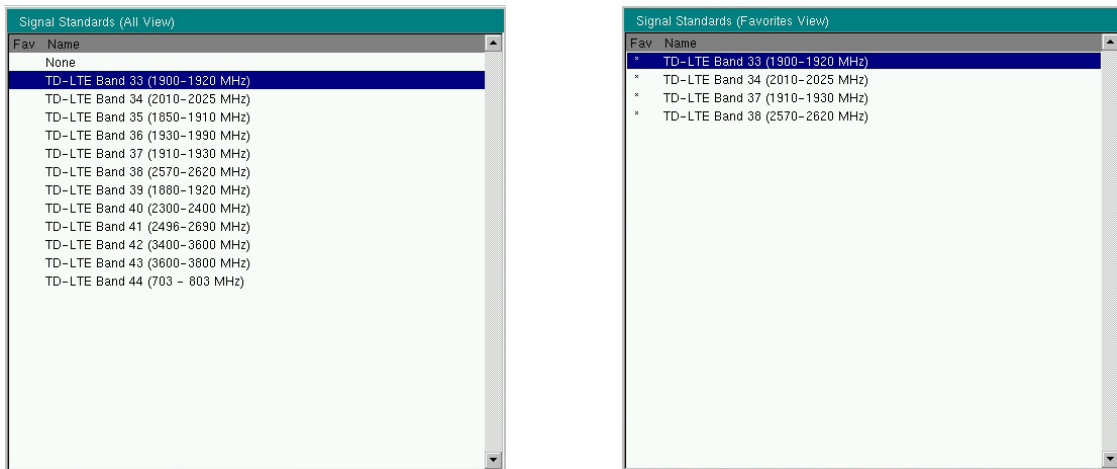 Signal Standards (All View)
Fav Name
None
TD-LTE Band 33 (1900-1920 MHz)
TD-LTE Band 34 (2010-2025 MHz)
TD-LTE Band 35 (1850-1910 MHz)
TD-LTE Band 36 (1930-1990 MHz)
TD-LTE Band 37 (1910-1930 MHz)
TD-LTE Band 38 (2570-2620 MHz)
TD-LTE Band 39 (1880-1920 MHz)
TD-LTE Band 40 (2300-2400 MHz)
TD-LTE Band 41 (2496-2690 MHz)
TD-LTE Band 42 (3400-3600 MHz)
TD-LTE Band 43 (3600-3800 MHz)
TD-LTE Band 44 (703 - 803 MHz)
Signal Standards (Favorites View)
Fav Name
* TD-LTE Band 33 (1900-1920 MHz)
* TD-LTE Band 34 (2010-2025 MHz)
* TD-LTE Band 37 (1910-1930 MHz)
* TD-LTE Band 38 (2570-2620 MHz)